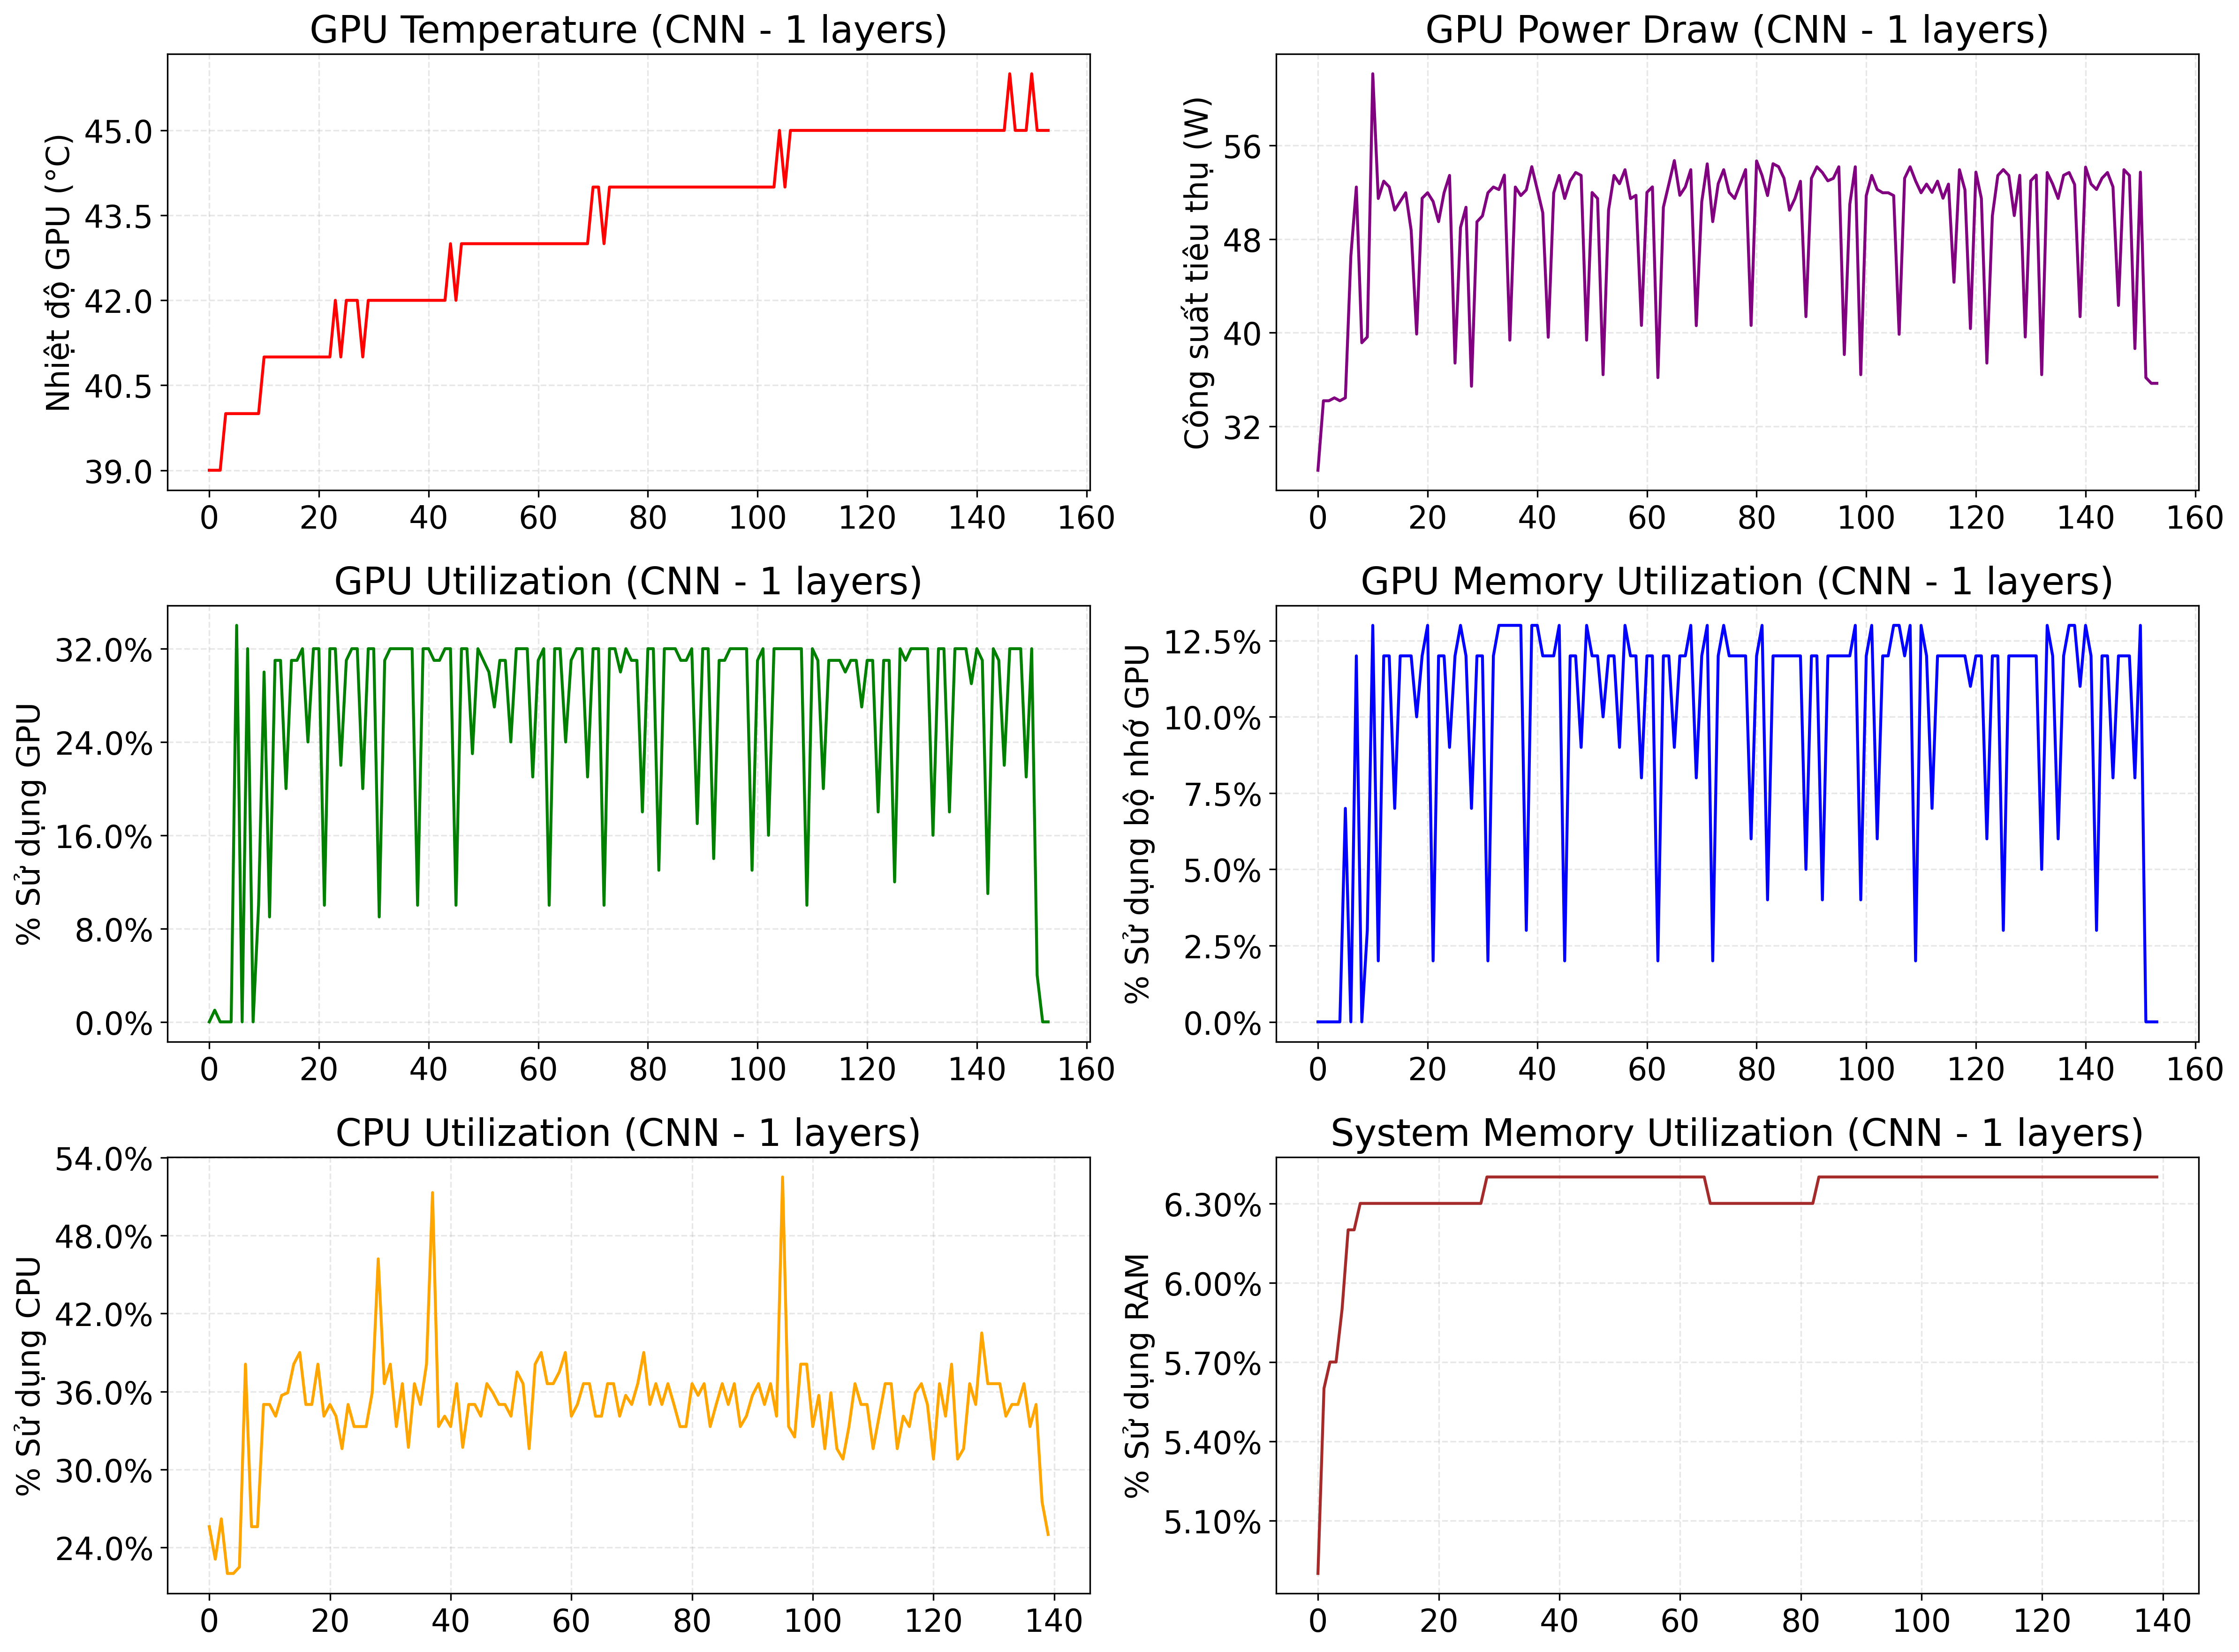 GPU Temperature (CNN - 1 layers)
Nhiệt độ GPU (°C)
45.0
43.5
42.0
40.5
39.0
0 20 40 60 80 100 120 140 160
GPU Power Draw (CNN - 1 layers)
Công suất tiêu thụ (W)
56
48
40
32
0 20 40 60 80 100 120 140 160
GPU Utilization (CNN - 1 layers)
% Sử dụng GPU
32.0%
24.0%
16.0%
8.0%
0.0%
0 20 40 60 80 100 120 140 160
GPU Memory Utilization (CNN - 1 layers)
% Sử dụng bộ nhớ GPU
12.5%
10.0%
7.5%
5.0%
2.5%
0.0%
0 20 40 60 80 100 120 140 160
CPU Utilization (CNN - 1 layers)
% Sử dụng CPU
54.0%
48.0%
42.0%
36.0%
30.0%
24.0%
0 20 40 60 80 100 120 140
System Memory Utilization (CNN - 1 layers)
% Sử dụng RAM
6.30%
6.00%
5.70%
5.40%
5.10%
0 20 40 60 80 100 120 140